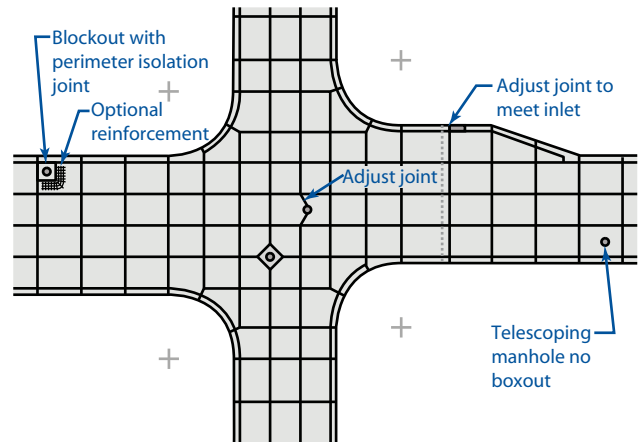 Blockout with
perimeter isolation
joint
Optional
reinforcement
Adjust joint to
meet inlet
Adjust joint
Telescoping
manhole no
boxout